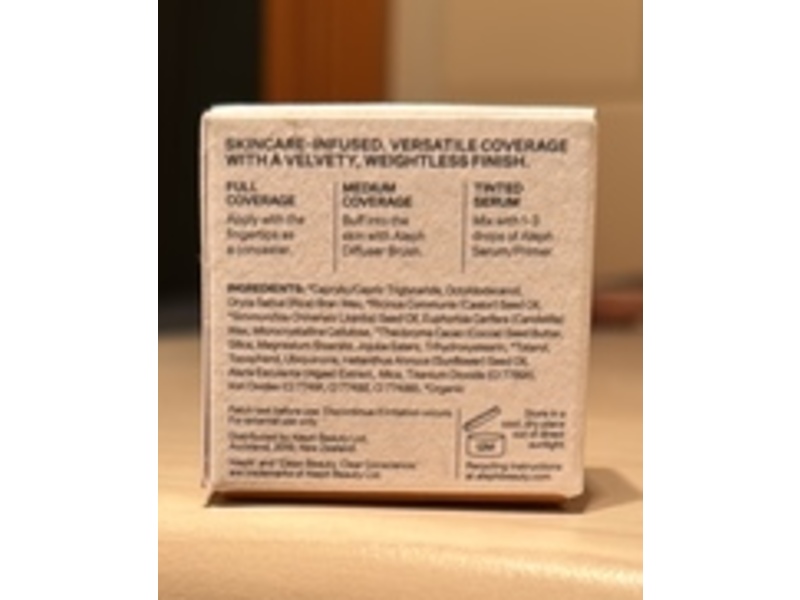 SKINCARE-INFUSED, VERSATILE COVERAGE
WITH A VELVETY, WEIGHTLESS FINISH.
FULL
COVERAGE
Apply with the
fingertips as
a concealer.
MEDIUM
COVERAGE
Buff into the
skin with Aleph
Diffuser Brush.
TINTED
SERUM
Mix with 1-3
drops of Aleph
Serum/Primer.
INGREDIENTS: *Caprylic/Capric Triglyceride, Octyldodecanol,
Oryza Sativa (Rice) Bran Wax, *Ricinus Communis (Castor) Seed Oil,
*Simmondsia Chinensis (Jojoba) Seed Oil, Euphorbia Cerifera (Candelilla)
Wax, Microcrystalline Cellulose, *Theobroma Cacao (Cocoa) Seed Butter,
Silica, Magnesium Stearate, Jojoba Esters, Trihydroxystearin,
Tocopherol, Ubiquinone, Helianthus Annuus (Sunflower) Seed Oil,
Extract, Mica, Titanium Dioxide (CI 77891),
Iron Oxides (CI 77491, CI 77492, CI 77499). *Organic
Patch test before use. Discontinue if irritation occurs.
For external use only.
Distributed by Aleph Beauty Ltd,
Auckland, New Zealand.
'Aleph' and 'Clean Beauty, Clear Conscience'
are trademarks of Aleph Beauty Ltd.
Store in a
cool, dry place
out of direct
sunlight.
Recycling instructions
at alephbeauty.com